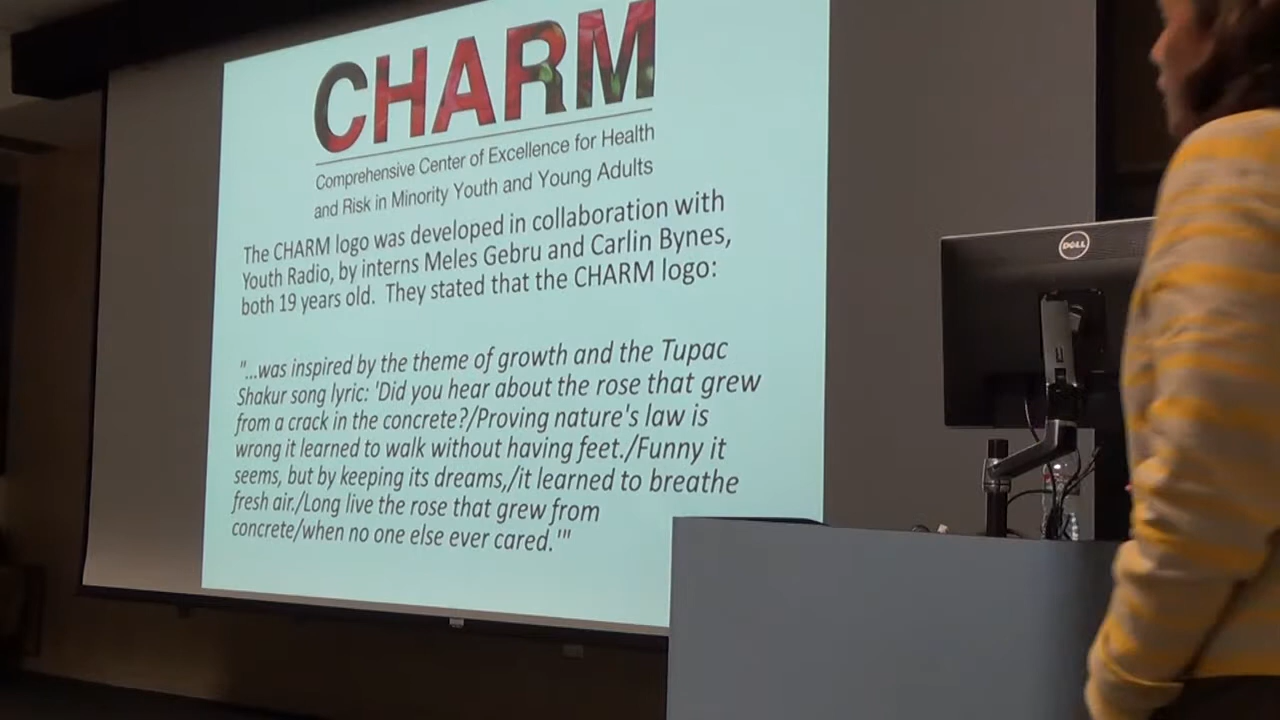 CHARM
Comprehensive Center of Excellence for Health
and Risk in Minority Youth and Young Adults
The CHARM logo was developed in collaboration with
Youth Radio, by interns Meles Gebru and Carlin Bynes,
both 19 years old. They stated that the CHARM logo:
"...was inspired by the theme of growth and the Tupac
Shakur song lyric: 'Did you hear about the rose that grew
from a crack in the concrete?/Proving nature's law is
wrong it learned to walk without having feet./Funny it
seems, but by keeping its dreams,/it learned to breathe
fresh air./Long live the rose that grew from
concrete/when no one else ever cared.'"
DELL